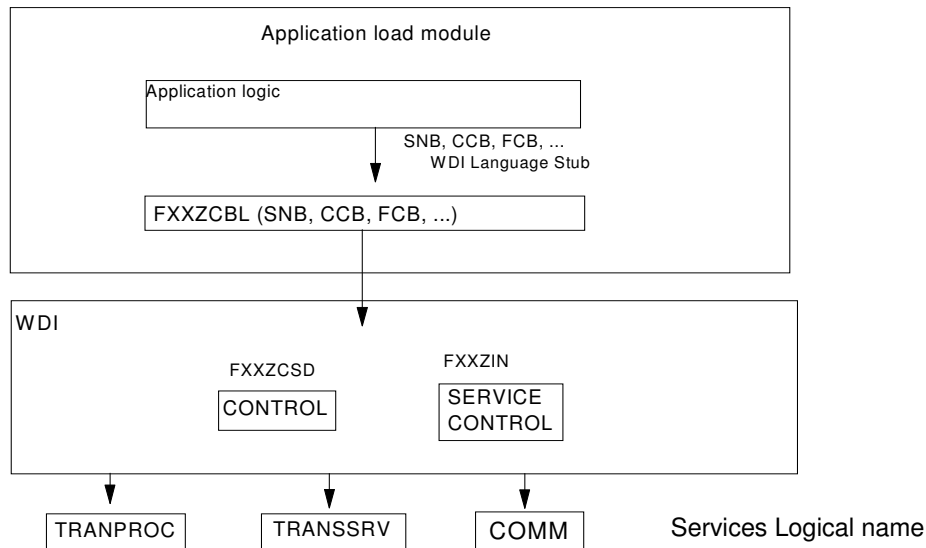 Application load module
Application logic
SNB, CCB, FCB, ...
WDI Language Stub
FXXZCBL (SNB, CCB, FCB, ...)
WDI
FXXZCSD
FXXZIN
CONTROL
SERVICE
CONTROL
TRANPROC
TRANSSRV
COMM
Services Logical name